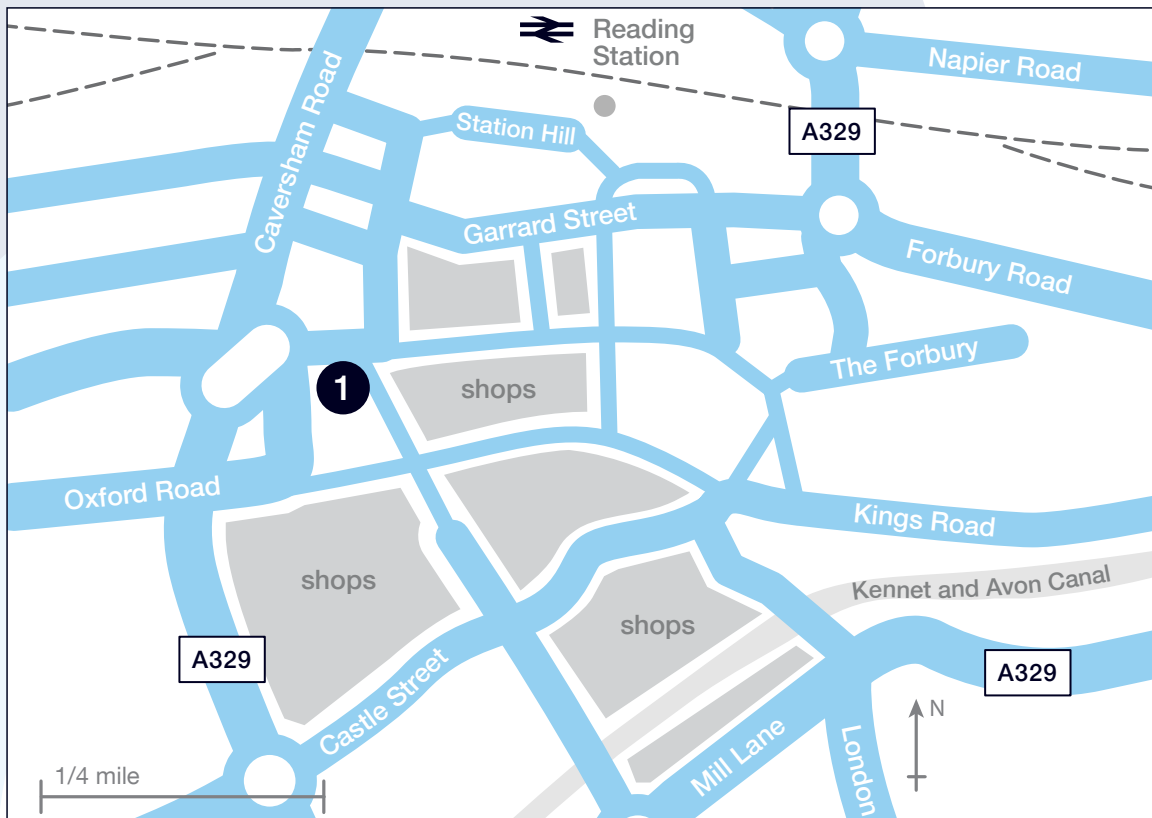 Reading
Station
Napier Road
Caversham Road
A329
Station Hill
Garrard Street
Forbury Road
The Forbury
1
shops
Oxford Road
Kings Road
shops
Kennet and Avon Canal
shops
A329
A329
Castle Street
N
Mill Lane
London
1/4 mile